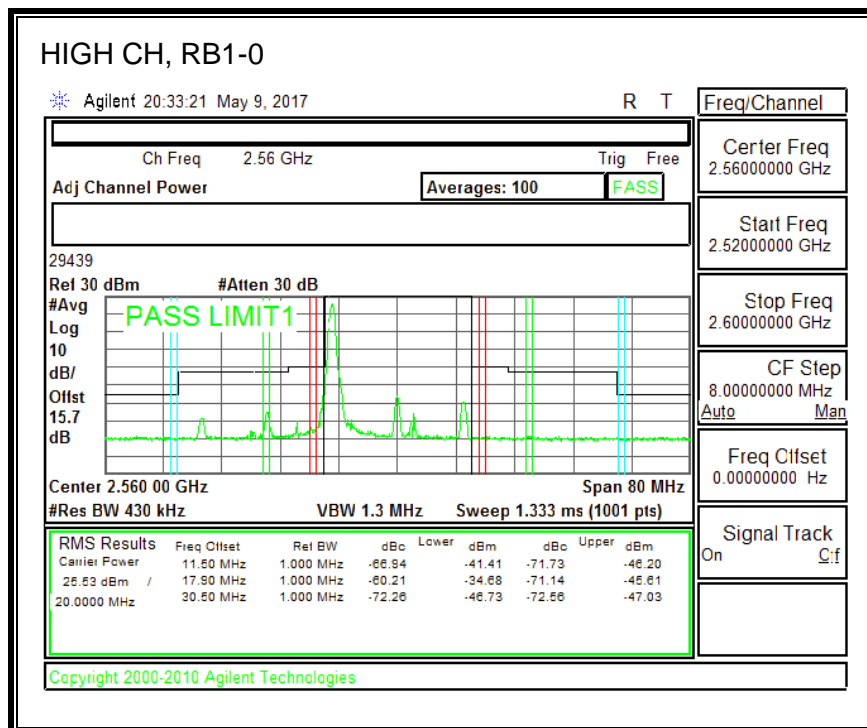 HIGH CH, RB1-0
Agilent 20:33:21 May 9, 2017 R T
Ch Freq 2.56 GHz Trig Free
Adj Channel Power Averages: 100 PASS
29439
Ref 30 dBm #Atten 30 dB
#Avg
Log
10
dB/
Offst
15.7
dB
PASS LIMIT1
Center 2.560 00 GHz Span 80 MHz
#Res BW 430 kHz VBW 1.3 MHz Sweep 1.333 ms (1001 pts)
RMS Results Freq Offset Ref BW dBc Lower dBm dBc Upper dBm
Carrier Power 11.50 MHz 1.000 MHz -66.94 -41.41 -71.73 -46.20
25.53 dBm / 17.90 MHz 1.000 MHz -60.21 -34.68 -71.14 -45.61
20.0000 MHz 30.50 MHz 1.000 MHz -72.26 -46.73 -72.56 -47.03
Copyright 2000-2010 Agilent Technologies
Freq/Channel
Center Freq
2.56000000 GHz
Start Freq
2.52000000 GHz
Stop Freq
2.60000000 GHz
CF Step
8.00000000 MHz
Auto Man
Freq Offset
0.00000000 Hz
Signal Track
On Off